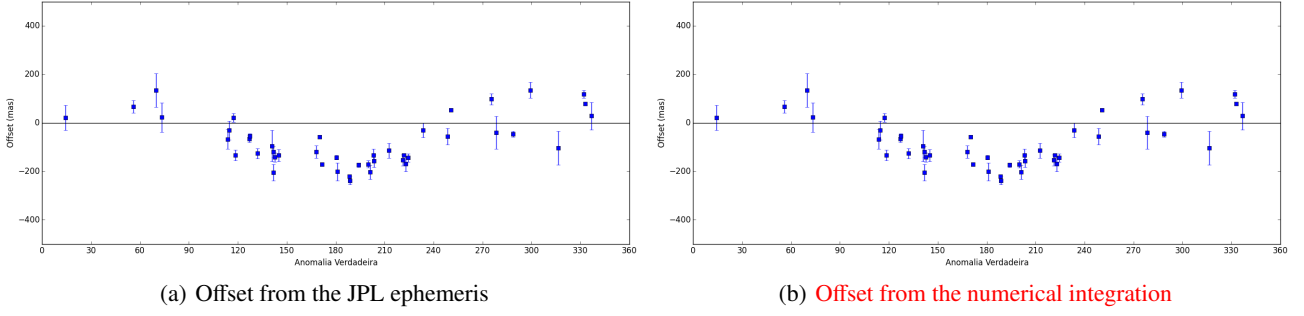 400
200
0
−200
−400
Offset (mas)
0 30 60 90 120 150 180 210 240 270 300 330 360
Anomalia Verdadeira
(a) Offset from the JPL ephemeris
400
200
0
−200
−400
Offset (mas)
0 30 60 90 120 150 180 210 240 270 300 330 360
Anomalia Verdadeira
(b) Offset from the numerical integration